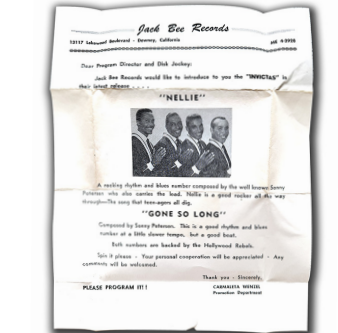 Jack Bee Records
12117 Lakewood Boulevard - Downey, California
Dear Program Director and Disk Jockey:
Jack Bee Records would like to introduce to you the "INVICTAS" in
their latest release . . . .
"NELLIE"
A rocking rhythm and blues number composed by the well known Sonny
Patterson who also carries the lead. Nellie is a good rocker all the way
through—The song that teen-agers all dig.
"GONE SO LONG"
Composed by Sonny Patterson. This is a good rhythm and blues
number at a little slower tempo, but a good beat.
Both numbers are backed by the Hollywood Rebels.
Spin it please - Your personal cooperation will be appreciated - Any
comments will be welcomed.
Thank you - Sincerely,
PLEASE PROGRAM IT! !
CARMALETA WENZEL
Promotion Department